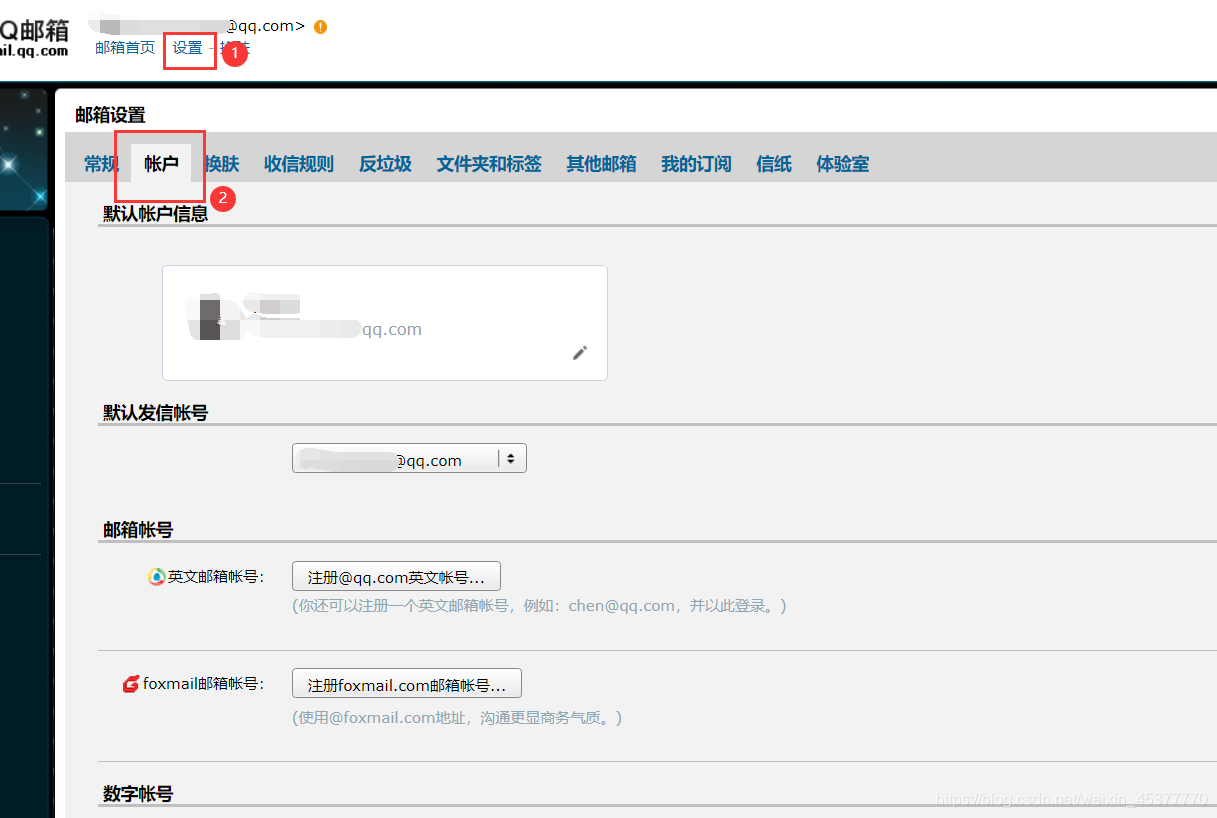 Q邮箱
@qq.com>
il.qq.com
邮箱首页 设置 -
1
邮箱设置
常规 帐户 换肤 收信规则 反垃圾 文件夹和标签 其他邮箱 我的订阅 信纸 体验室
2
默认帐户信息
qq.com
默认发信帐号
@qq.com
邮箱帐号
英文邮箱帐号： 注册@qq.com英文帐号...
(你还可以注册一个英文邮箱帐号，例如：chen@qq.com，并以此登录。)
foxmail邮箱帐号： 注册foxmail.com邮箱帐号...
(使用@foxmail.com地址，沟通更显商务气质。)
数字帐号
https://blog.csdn.net/weixin_45377770